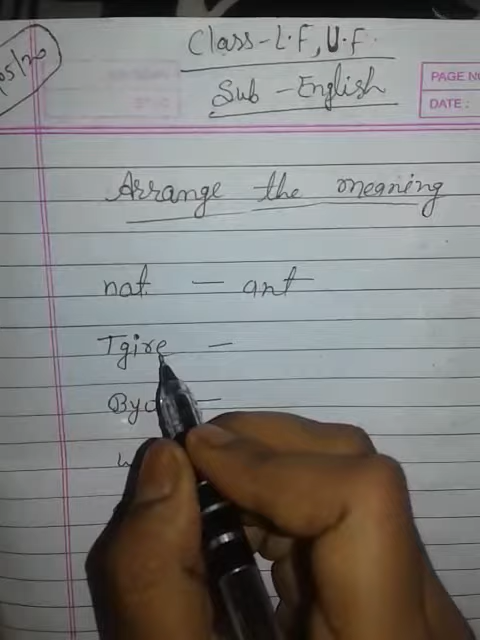 Class-L.F, U.F.
Sub - English
PAGE NO
DATE :
Arrange the meaning
nat - ant
Tgire -